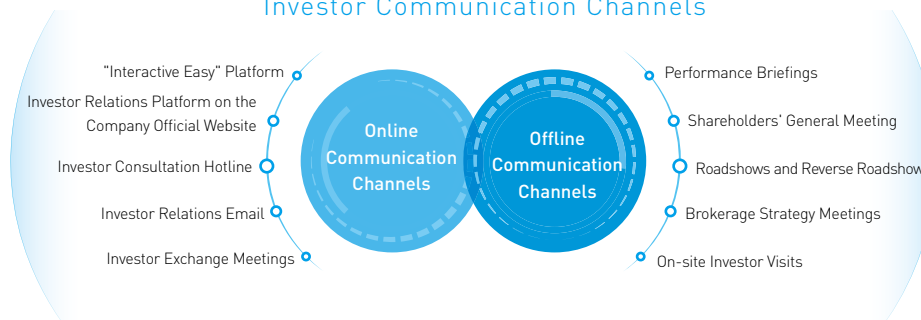 Investor Communication Channels
"Interactive Easy" Platform
Investor Relations Platform on the
Company Official Website
Investor Consultation Hotline
Investor Relations Email
Investor Exchange Meetings
Online
Communication
Channels
Offline
Communication
Channels
Performance Briefings
Shareholders' General Meeting
Roadshows and Reverse Roadshow
Brokerage Strategy Meetings
On-site Investor Visits